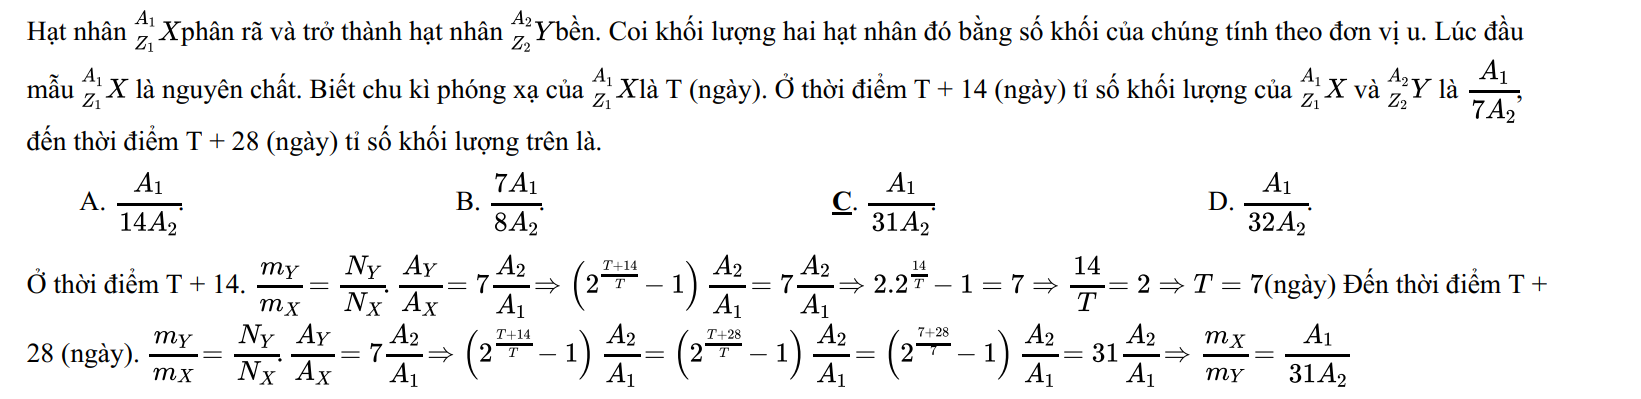 Hạt nhân $^{A_1}_{Z_1}X$phân rã và trở thành hạt nhân $^{A_2}_{Z_2}Y$bền. Coi khối lượng hai hạt nhân đó bằng số khối của chúng tính theo đơn vị u. Lúc đầu
mẫu $^{A_1}_{Z_1}X$ là nguyên chất. Biết chu kì phóng xạ của $^{A_1}_{Z_1}X$là T (ngày). Ở thời điểm T + 14 (ngày) tỉ số khối lượng của $^{A_1}_{Z_1}X$ và $^{A_2}_{Z_2}Y$ là $\frac{A_1}{7A_2}$,
đến thời điểm T + 28 (ngày) tỉ số khối lượng trên là.
A. $\frac{A_1}{14A_2}$. B. $\frac{7A_1}{8A_2}$. C. $\frac{A_1}{31A_2}$. D. $\frac{A_1}{32A_2}$.
Ở thời điểm T + 14. $\frac{m_Y}{m_X} = \frac{N_Y}{N_X}.\frac{A_Y}{A_X} = 7\frac{A_2}{A_1} \Rightarrow \left(2^{\frac{T+14}{T}} - 1\right)\frac{A_2}{A_1} = 7\frac{A_2}{A_1} \Rightarrow 2.2^{\frac{14}{T}} - 1 = 7 \Rightarrow \frac{14}{T} = 2 \Rightarrow T = 7$(ngày) Đến thời điểm T +
28 (ngày). $\frac{m_Y}{m_X} = \frac{N_Y}{N_X}.\frac{A_Y}{A_X} = 7\frac{A_2}{A_1} \Rightarrow \left(2^{\frac{T+14}{T}} - 1\right)\frac{A_2}{A_1} = \left(2^{\frac{T+28}{T}} - 1\right)\frac{A_2}{A_1} = \left(2^{\frac{7+28}{7}} - 1\right)\frac{A_2}{A_1} = 31\frac{A_2}{A_1} \Rightarrow \frac{m_X}{m_Y} = \frac{A_1}{31A_2}$